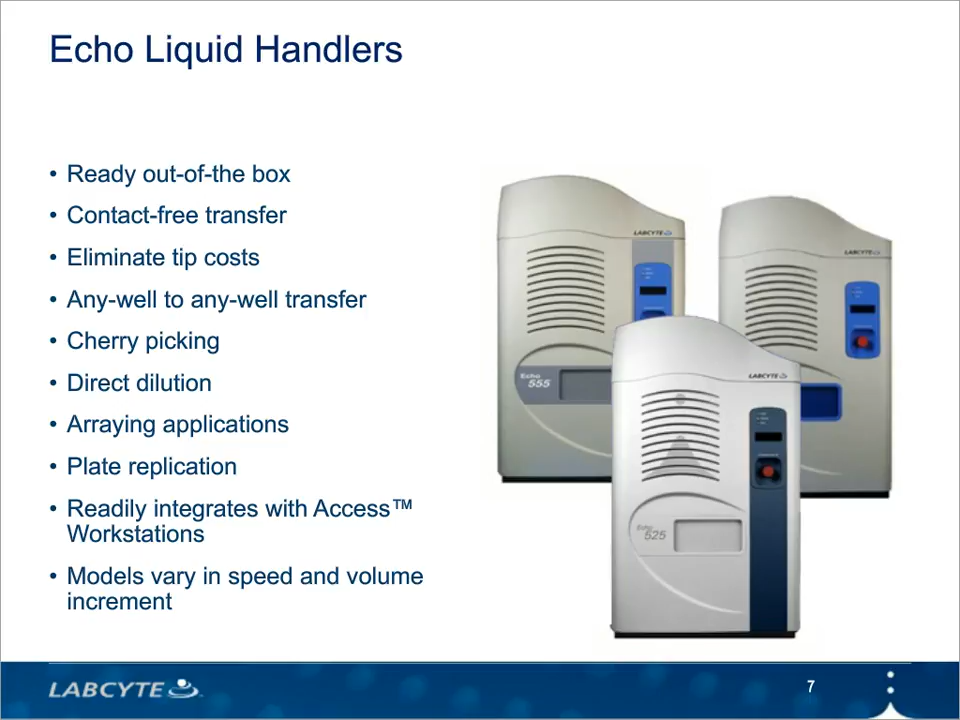 Echo Liquid Handlers
• Ready out-of-the box
• Contact-free transfer
• Eliminate tip costs
• Any-well to any-well transfer
• Cherry picking
• Direct dilution
• Arraying applications
• Plate replication
• Readily integrates with Access™
Workstations
• Models vary in speed and volume
increment
LABCYTE
LABCYTE
Echo
555
LABCYTE
Echo
525
LABCYTE
7